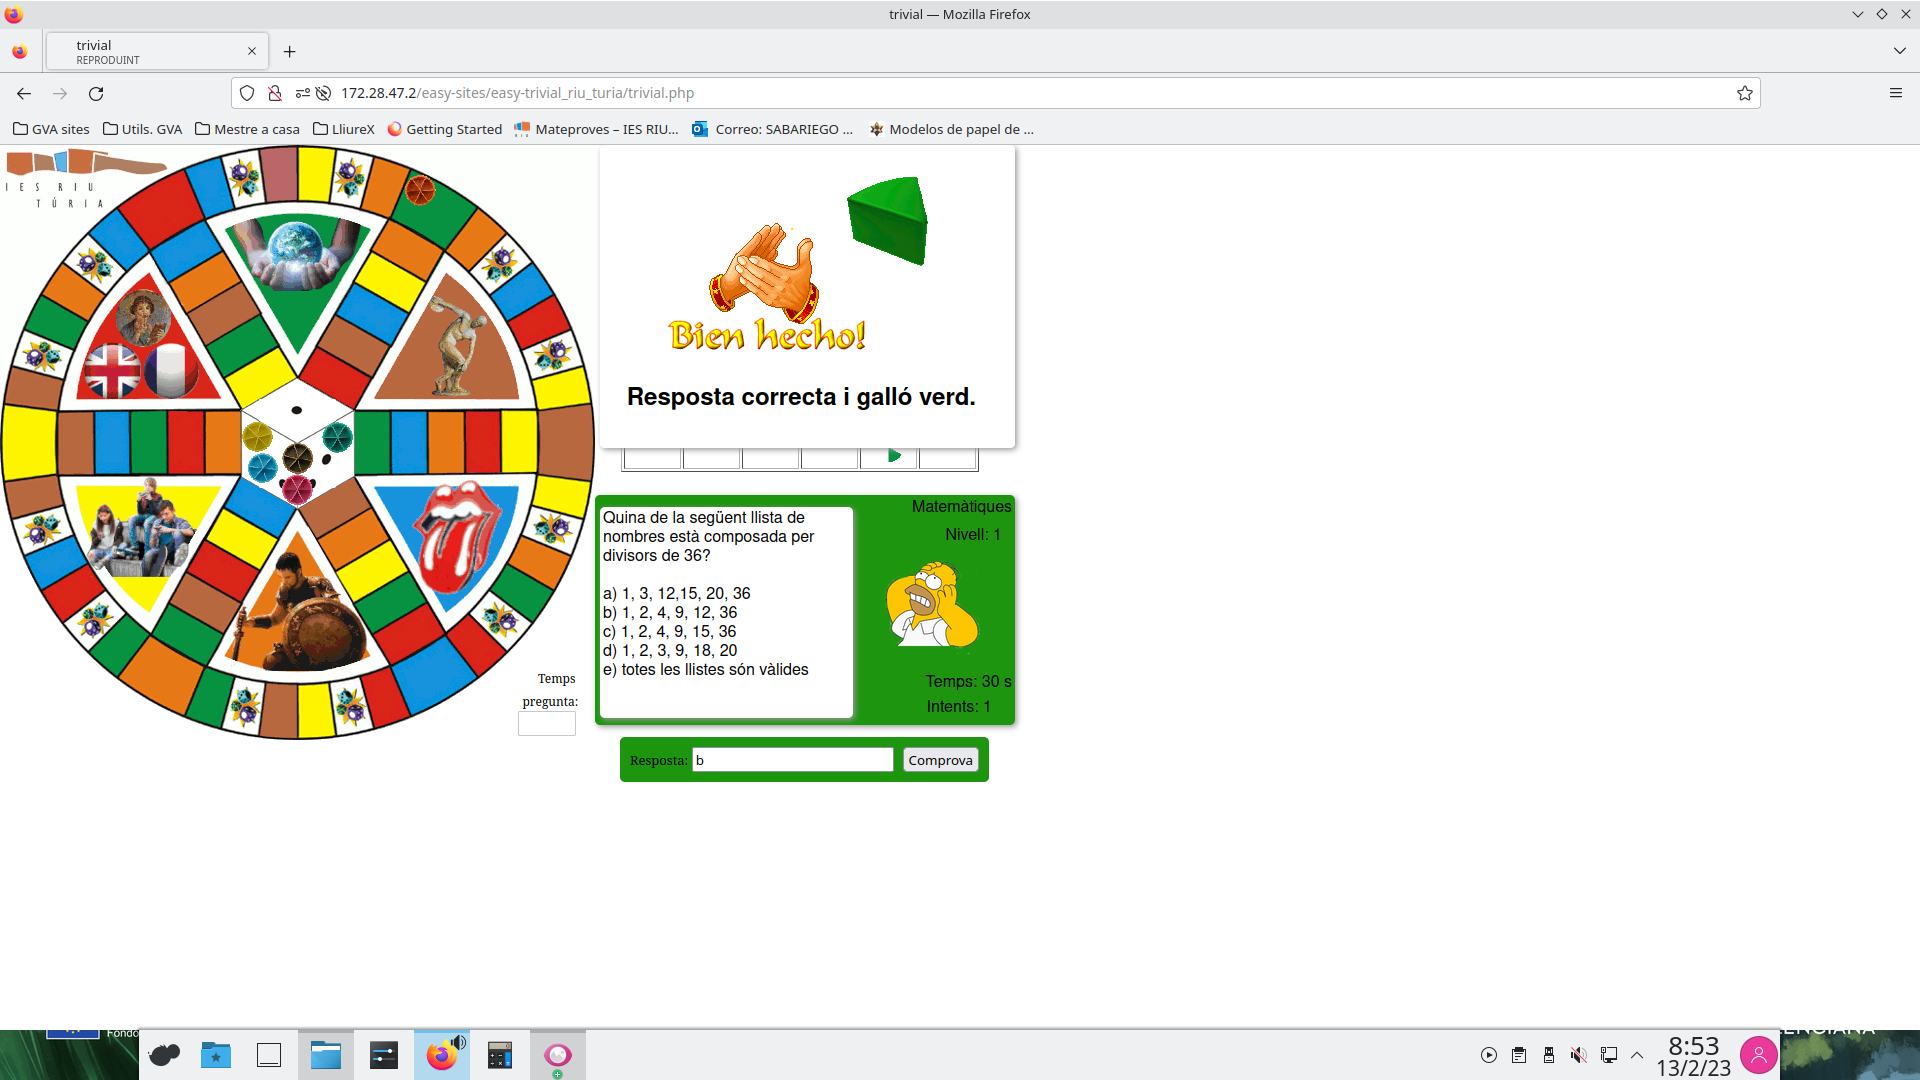 trivial — Mozilla Firefox
trivial
REPRODUINT
172.28.47.2/easy-sites/easy-trivial_riu_turia/trivial.php
GVA sites
Utils. GVA
Mestre a casa
LliureX
Getting Started
Mateproves – IES RIU...
Correo: SABARIEGO ...
Modelos de papel de ...
IES RIU
TÚRIA
Bien hecho!
Resposta correcta i galló verd.
Matemàtiques
Nivell: 1
Quina de la següent llista de
nombres està composada per
divisors de 36?
a) 1, 3, 12,15, 20, 36
b) 1, 2, 4, 9, 12, 36
c) 1, 2, 4, 9, 15, 36
d) 1, 2, 3, 9, 18, 20
e) totes les llistes són vàlides
Temps: 30 s
Intents: 1
Temps
pregunta:
Resposta: b
Comprova
Fondo
ENCIANA
8:53
13/2/23